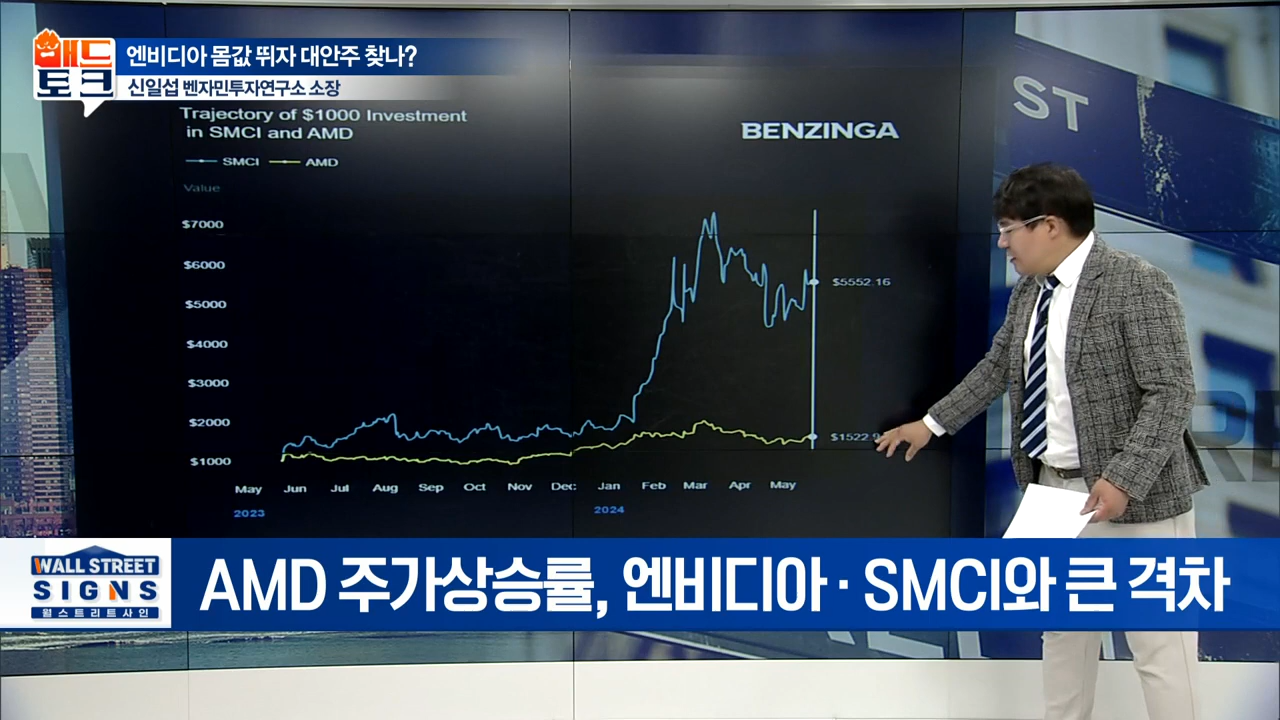 매드
토크
엔비디아 몸값 뛰자 대안주 찾나?
신일섭 벤자민투자연구소 소장
Trajectory of $1000 Investment
in SMCI and AMD
BENZINGA
SMCI AMD
Value
$7000
$6000
$5000
$4000
$3000
$2000
$1000
$5552.16
$1522.9
May Jun Jul Aug Sep Oct Nov Dec Jan Feb Mar Apr May
2023 2024
ST
WALL STREET
SIGNS
월스트리트사인
AMD 주가상승률, 엔비디아·SMCI와 큰 격차